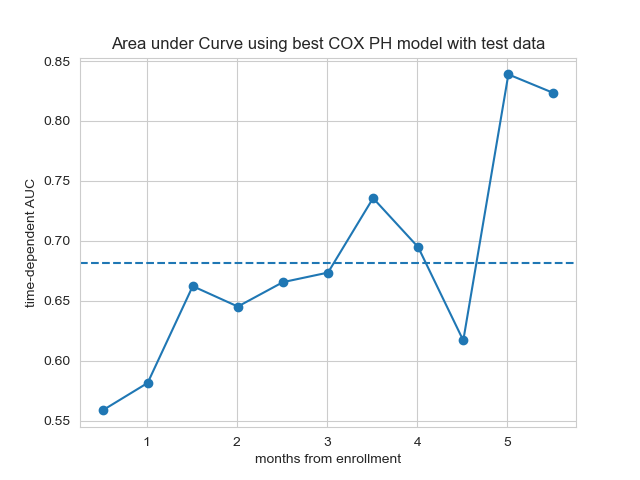 Area under Curve using best COX PH model with test data
time-dependent AUC
0.85
0.80
0.75
0.70
0.65
0.60
0.55
1 2 3 4 5
months from enrollment